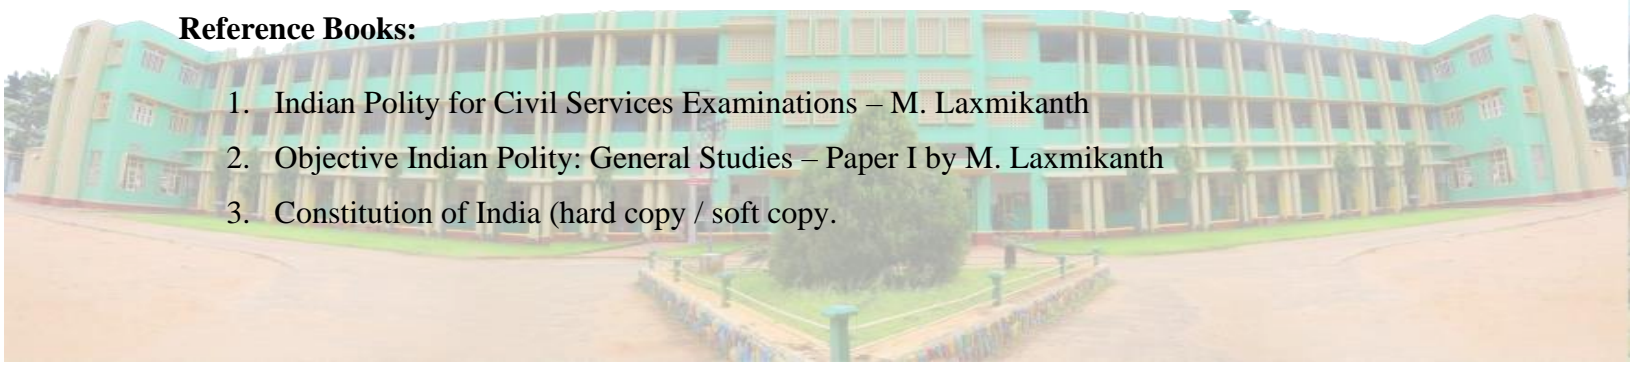 Reference Books:
1. Indian Polity for Civil Services Examinations – M. Laxmikanth
2. Objective Indian Polity: General Studies – Paper I by M. Laxmikanth
3. Constitution of India (hard copy / soft copy.